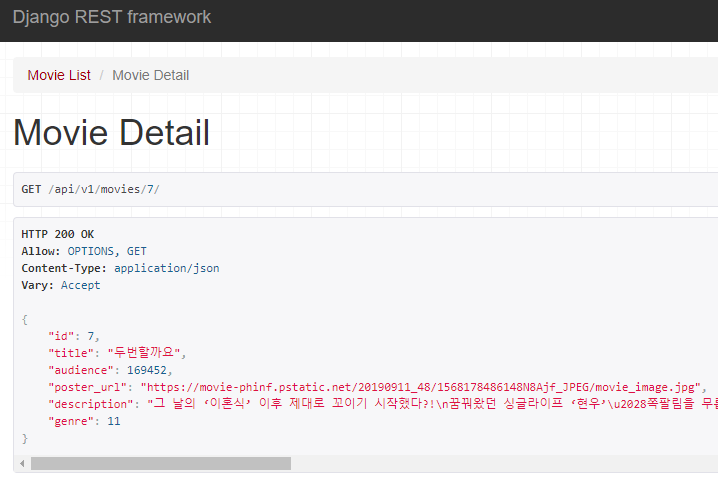 Django REST framework
Movie List / Movie Detail
Movie Detail
GET /api/v1/movies/7/
HTTP 200 OK
Allow: OPTIONS, GET
Content-Type: application/json
Vary: Accept
{
"id": 7,
"title": "두번할까요",
"audience": 169452,
"poster_url": "https://movie-phinf.pstatic.net/20190911_48/1568178486148N8Ajf_JPEG/movie_image.jpg",
"description": "그 날의 ‘이혼식’ 이후 제대로 꼬이기 시작했다?!\n꿈꿔왔던 싱글라이프 ‘현우’\u2028쪽팔림을 무릅
"genre": 11
}